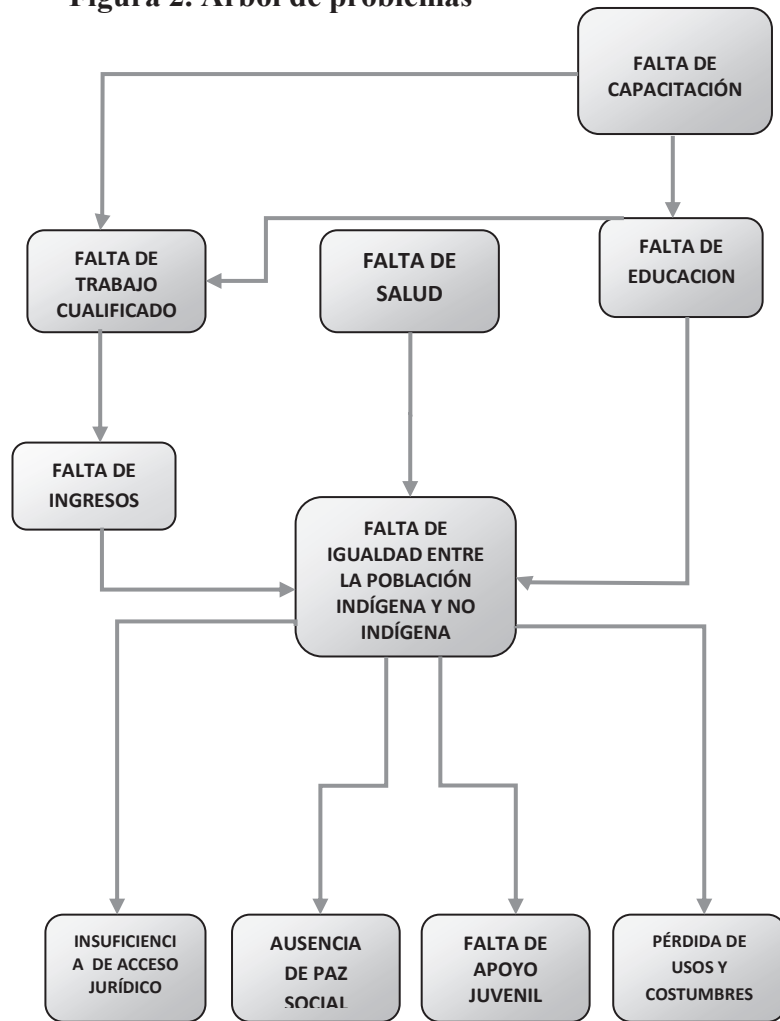 Figura 2. Árbol de problemas
FALTA DE
CAPACITACIÓN
FALTA DE
TRABAJO
CUALIFICADO
FALTA DE
SALUD
FALTA DE
EDUCACION
FALTA DE
INGRESOS
FALTA DE
IGUALDAD ENTRE
LA POBLACIÓN
INDÍGENA Y NO
INDÍGENA
INSUFICIENCI
A DE ACCESO
JURÍDICO
AUSENCIA
DE PAZ
SOCIAL
FALTA DE
APOYO
JUVENIL
PÉRDIDA DE
USOS Y
COSTUMBRES